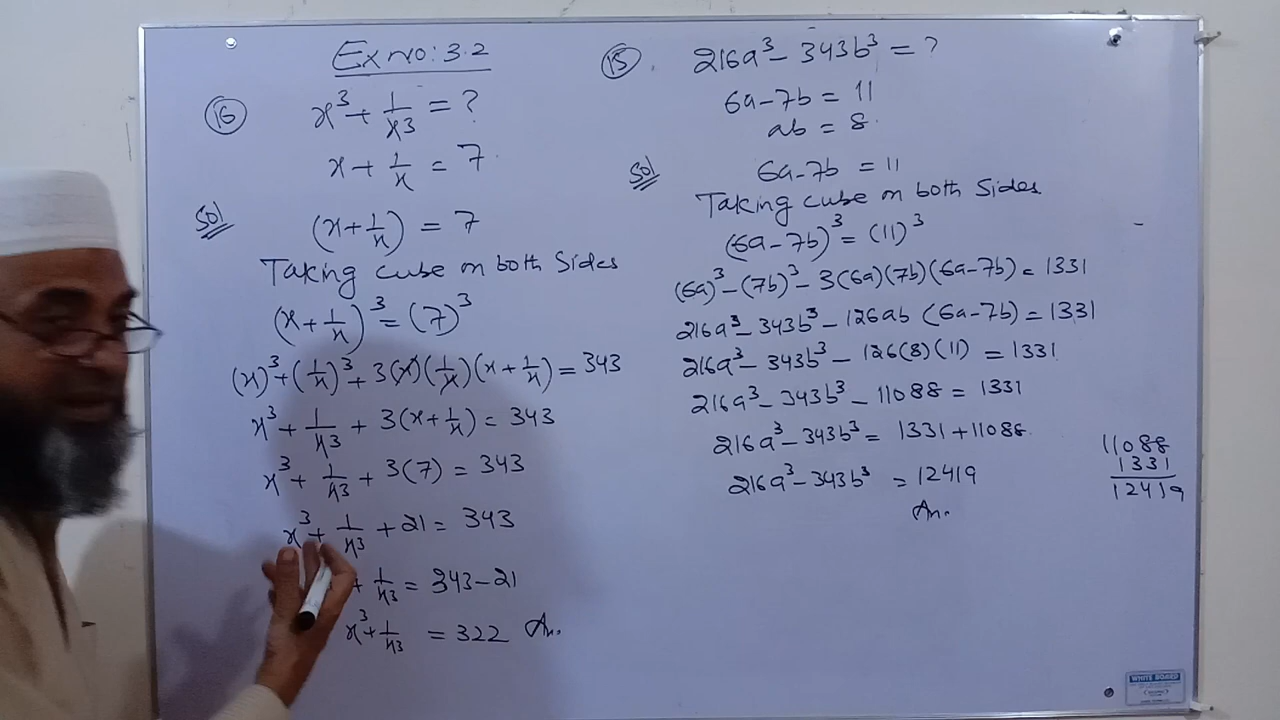 Ex no: 3.2
(16) x³ + 1/x³ = ?
x + 1/x = 7
Sol
(x + 1/x) = 7
Taking cube on both Sides
(x + 1/x)³ = (7)³
(x)³ + (1/x)³ + 3(x)(1/x)(x + 1/x) = 343
x³ + 1/x³ + 3(x + 1/x) = 343
x³ + 1/x³ + 3(7) = 343
x³ + 1/x³ + 21 = 343
+ 1/x³ = 343 - 21
x³ + 1/x³ = 322 An.
(15). 216a³ - 343b³ = ?
6a - 7b = 11
ab = 8.
Sol
6a - 7b = 11
Taking cube on both Sides
(6a - 7b)³ = (11)³
(6a)³ - (7b)³ - 3(6a)(7b)(6a - 7b) = 1331
216a³ - 343b³ - 126ab (6a - 7b) = 1331
216a³ - 343b³ - 126(8)(11) = 1331
216a³ - 343b³ - 11088 = 1331
216a³ - 343b³ = 1331 + 11088
216a³ - 343b³ = 12419
An.
11088
1331
12419
WHITE BOARD